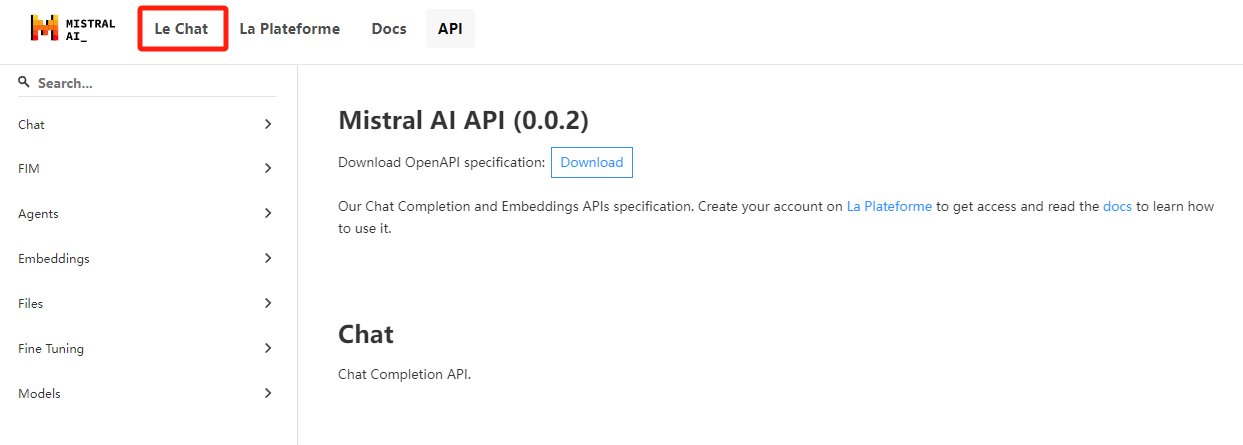 MISTRAL
AI_
Le Chat
La Plateforme
Docs
API
Search...
Chat
FIM
Agents
Embeddings
Files
Fine Tuning
Models
Mistral AI API (0.0.2)
Download OpenAPI specification: Download
Our Chat Completion and Embeddings APIs specification. Create your account on La Plateforme to get access and read the docs to learn how
to use it.
Chat
Chat Completion API.